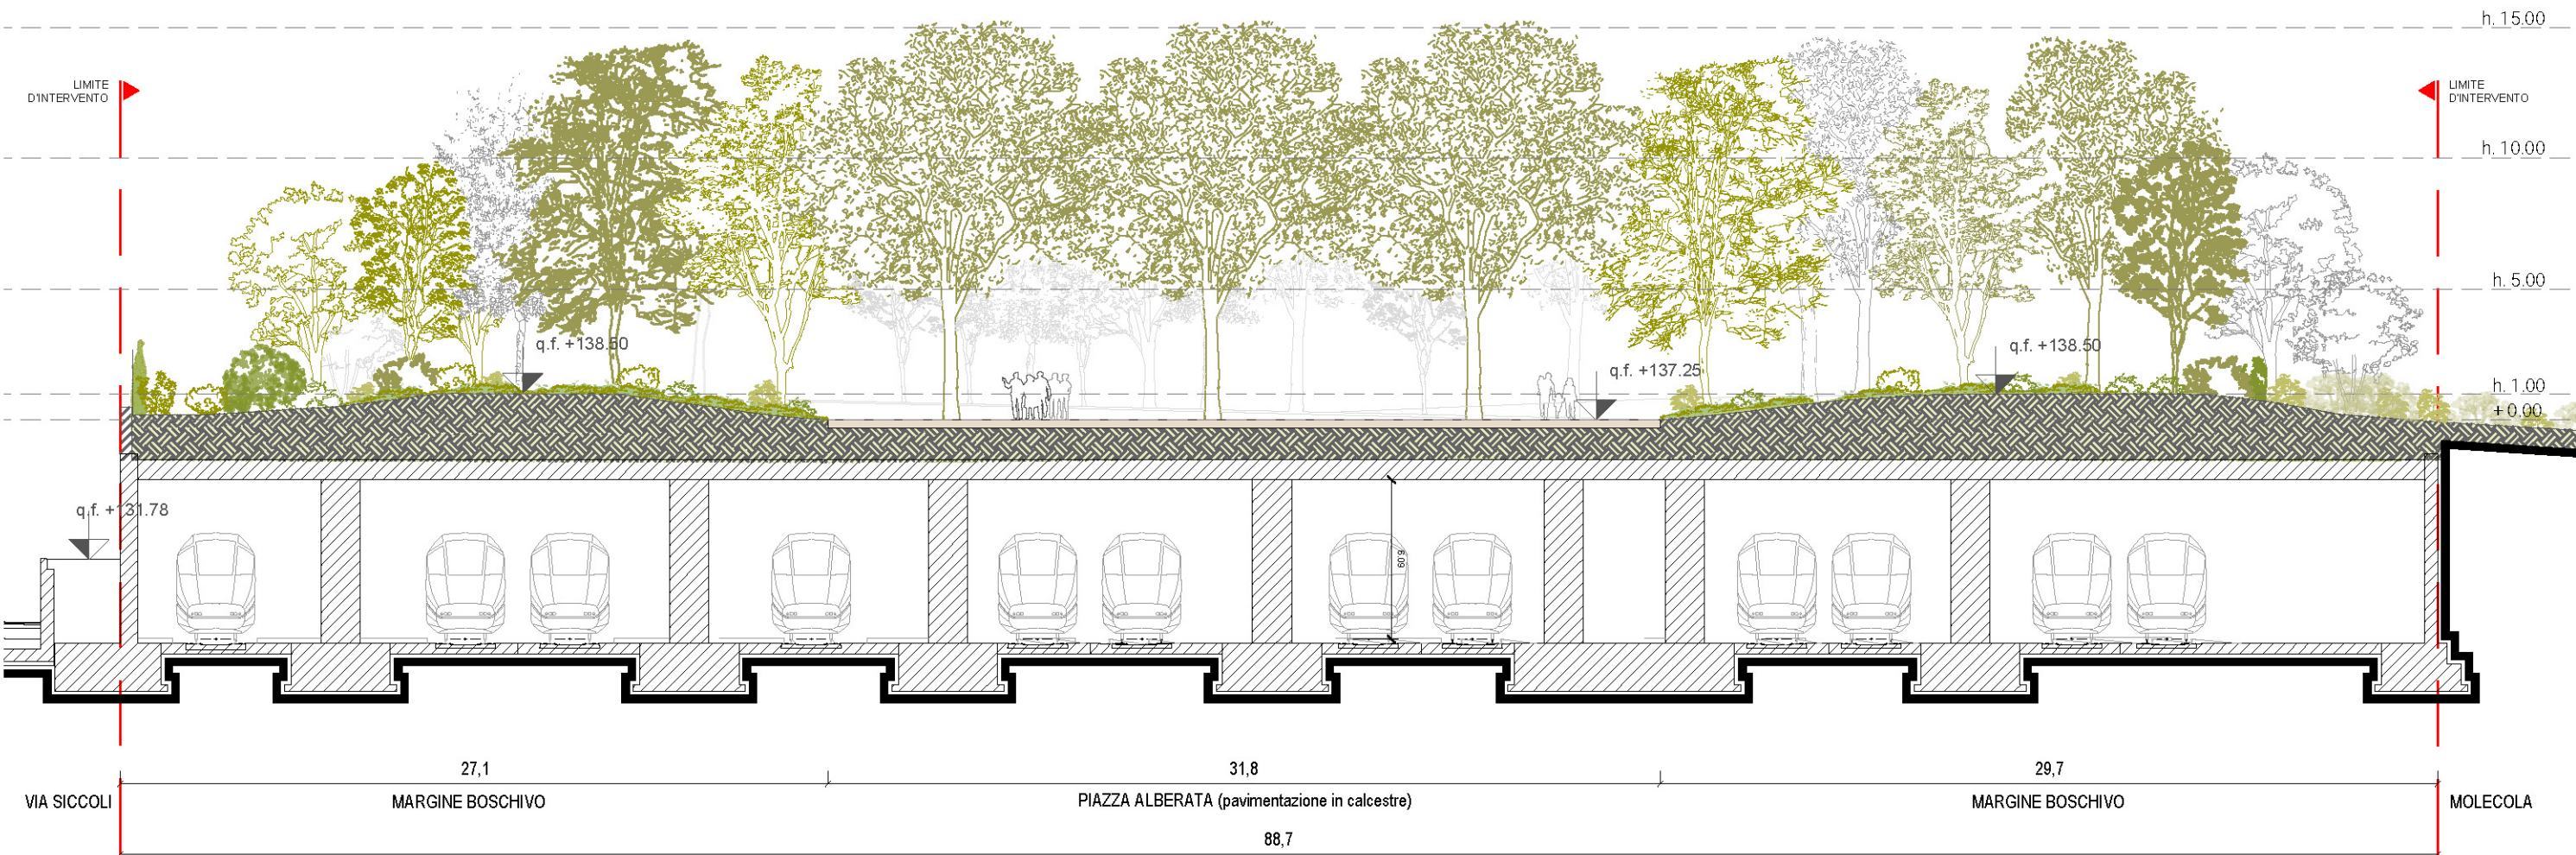 h. 15.00
LIMITE
D'INTERVENTO
LIMITE
D'INTERVENTO
h. 10.00
h. 5.00
q.f. +138.50
q.f. +138.50
q.f. +137.25
h. 1.00
+0.00
q.f. +131.78
6.09
27,1
31,8
29,7
VIA SICCOLI
MARGINE BOSCHIVO
PIAZZA ALBERATA (pavimentazione in calcestre)
MARGINE BOSCHIVO
MOLECOLA
88,7